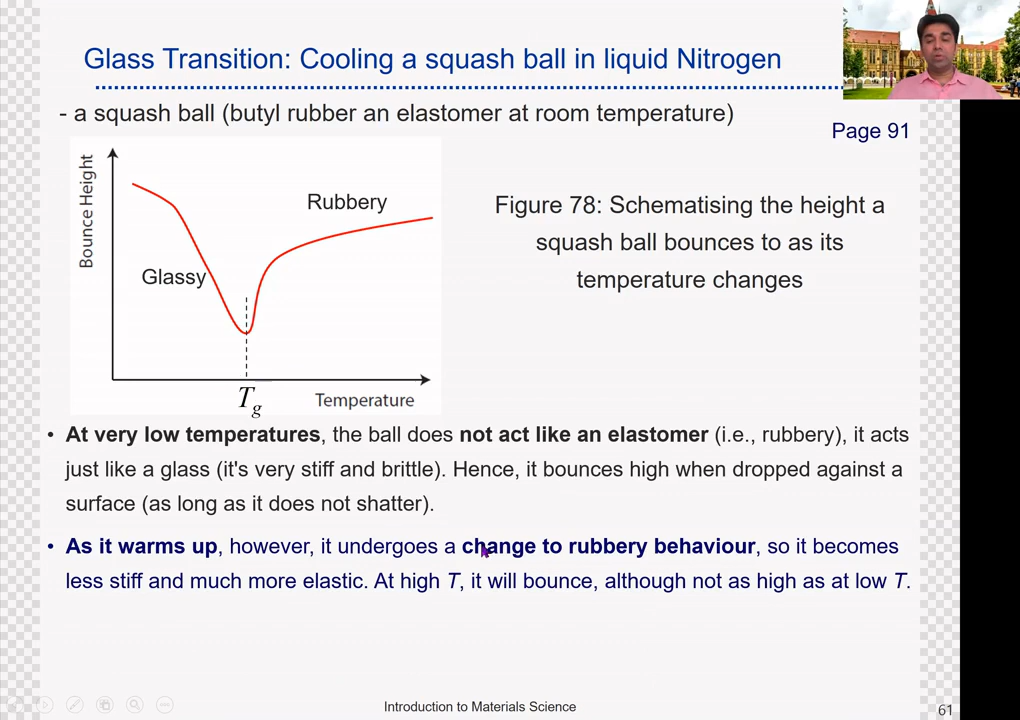 Glass Transition: Cooling a squash ball in liquid Nitrogen
- a squash ball (butyl rubber an elastomer at room temperature)
Page 91
Bounce Height
Rubbery
Glassy
Tg
Temperature
Figure 78: Schematising the height a
squash ball bounces to as its
temperature changes
• At very low temperatures, the ball does not act like an elastomer (i.e., rubbery), it acts
just like a glass (it's very stiff and brittle). Hence, it bounces high when dropped against a
surface (as long as it does not shatter).
• As it warms up, however, it undergoes a change to rubbery behaviour, so it becomes
less stiff and much more elastic. At high T, it will bounce, although not as high as at low T.
Introduction to Materials Science
61